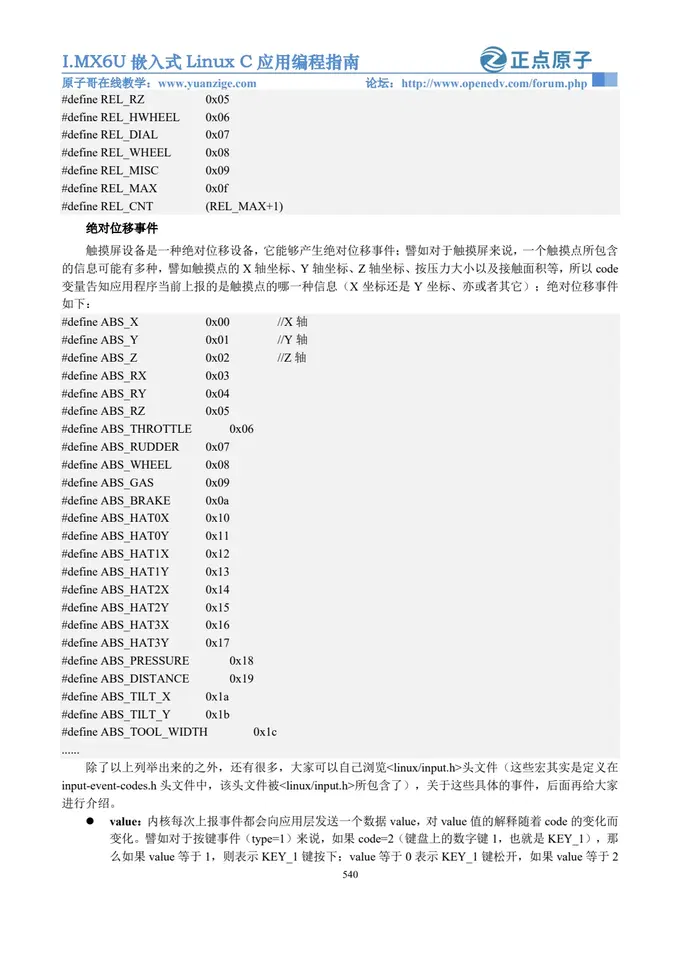 I.MX6U 嵌入式 Linux C 应用编程指南
正点原子
原子哥在线教学：www.yuanzige.com 论坛：http://www.openedv.com/forum.php
#define REL_RZ 0x05
#define REL_HWHEEL 0x06
#define REL_DIAL 0x07
#define REL_WHEEL 0x08
#define REL_MISC 0x09
#define REL_MAX 0x0f
#define REL_CNT (REL_MAX+1)
绝对位移事件
触摸屏设备是一种绝对位移设备，它能够产生绝对位移事件；譬如对于触摸屏来说，一个触摸点所包含
的信息可能有多种，譬如触摸点的 X 轴坐标、Y 轴坐标、Z 轴坐标、按压力大小以及接触面积等，所以 code
变量告知应用程序当前上报的是触摸点的哪一种信息（X 坐标还是 Y 坐标、亦或者其它）；绝对位移事件
如下：
#define ABS_X 0x00 //X 轴
#define ABS_Y 0x01 //Y 轴
#define ABS_Z 0x02 //Z 轴
#define ABS_RX 0x03
#define ABS_RY 0x04
#define ABS_RZ 0x05
#define ABS_THROTTLE 0x06
#define ABS_RUDDER 0x07
#define ABS_WHEEL 0x08
#define ABS_GAS 0x09
#define ABS_BRAKE 0x0a
#define ABS_HAT0X 0x10
#define ABS_HAT0Y 0x11
#define ABS_HAT1X 0x12
#define ABS_HAT1Y 0x13
#define ABS_HAT2X 0x14
#define ABS_HAT2Y 0x15
#define ABS_HAT3X 0x16
#define ABS_HAT3Y 0x17
#define ABS_PRESSURE 0x18
#define ABS_DISTANCE 0x19
#define ABS_TILT_X 0x1a
#define ABS_TILT_Y 0x1b
#define ABS_TOOL_WIDTH 0x1c
......
除了以上列举出来的之外，还有很多，大家可以自己浏览<linux/input.h>头文件（这些宏其实是定义在
input-event-codes.h 头文件中，该头文件被<linux/input.h>所包含了），关于这些具体的事件，后面再给大家
进行介绍。
● value：内核每次上报事件都会向应用层发送一个数据 value，对 value 值的解释随着 code 的变化而
变化。譬如对于按键事件（type=1）来说，如果 code=2（键盘上的数字键 1，也就是 KEY_1），那
么如果 value 等于 1，则表示 KEY_1 键按下；value 等于 0 表示 KEY_1 键松开，如果 value 等于 2
540